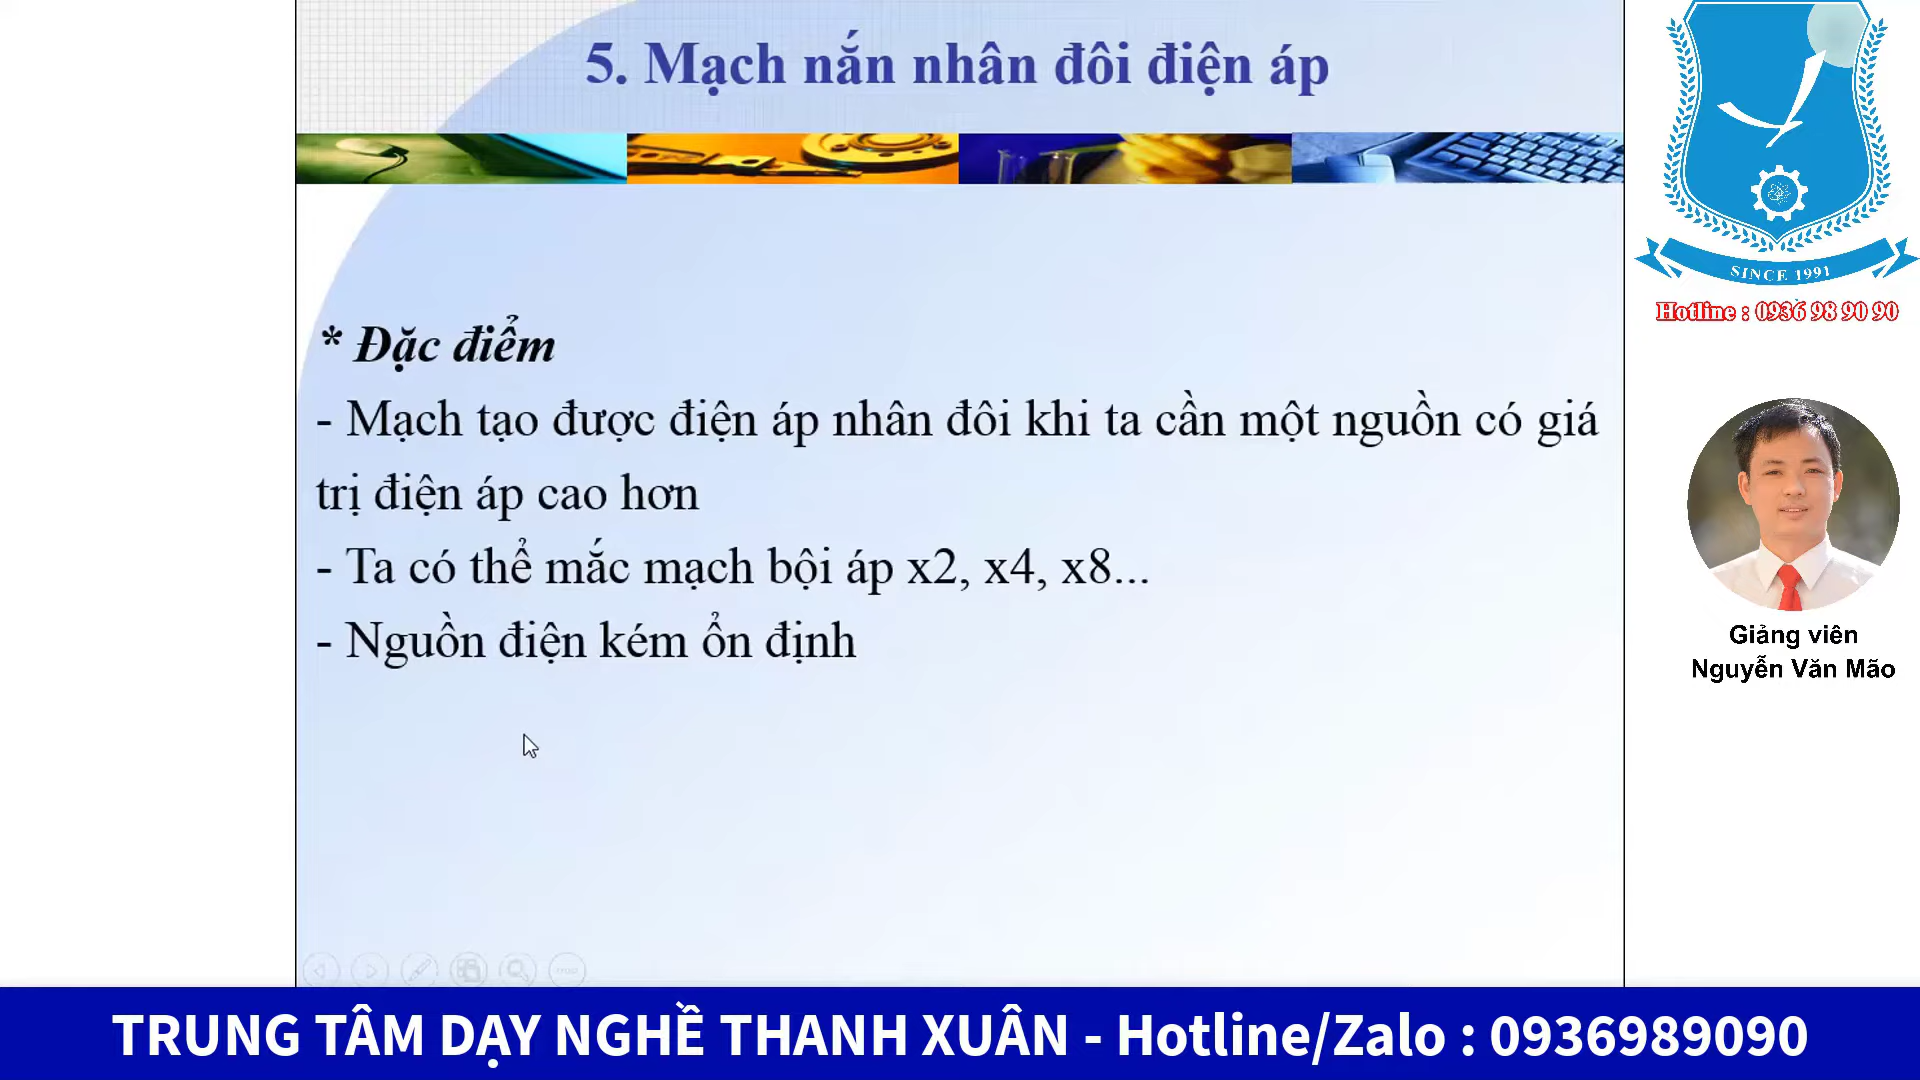 5. Mạch nắn nhân đôi điện áp
* Đặc điểm
- Mạch tạo được điện áp nhân đôi khi ta cần một nguồn có giá
trị điện áp cao hơn
- Ta có thể mắc mạch bội áp x2, x4, x8...
- Nguồn điện kém ổn định
SINCE 1991
Hotline : 0936 98 90 90
Giảng viên
Nguyễn Văn Mão
TRUNG TÂM DẠY NGHỀ THANH XUÂN - Hotline/Zalo : 0936989090